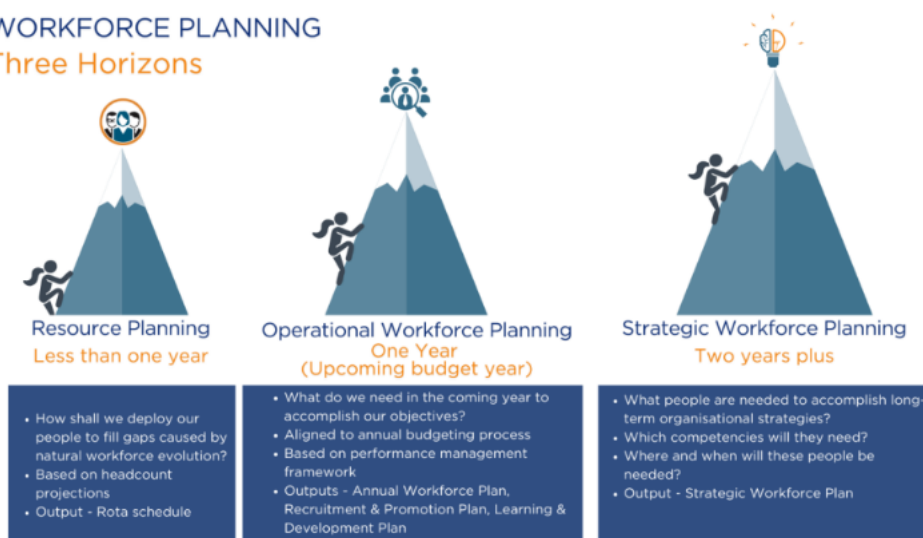 WORKFORCE PLANNING
Three Horizons
Resource Planning
Less than one year
• How shall we deploy our
people to fill gaps caused by
natural workforce evolution?
• Based on headcount
projections
• Output - Rota schedule
Operational Workforce Planning
One Year
(Upcoming budget year)
• What do we need in the coming year to
accomplish our objectives?
• Aligned to annual budgeting process
• Based on performance management
framework
• Outputs - Annual Workforce Plan,
Recruitment & Promotion Plan, Learning &
Development Plan
Strategic Workforce Planning
Two years plus
• What people are needed to accomplish long-
term organisational strategies?
• Which competencies will they need?
• Where and when will these people be
needed?
• Output - Strategic Workforce Plan